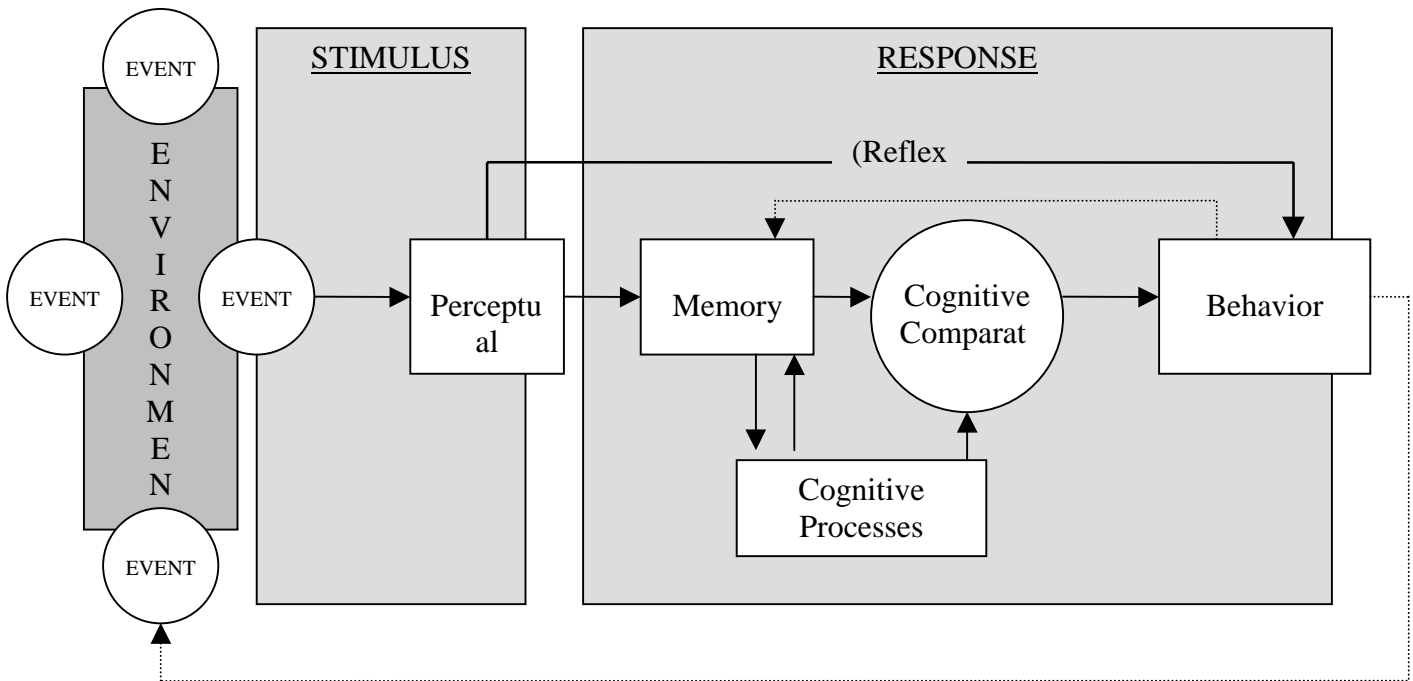 EVENT
STIMULUS
RESPONSE
E
N
V
I
R
O
N
M
E
N
(Reflex
EVENT
EVENT
Perceptu
al
Memory
Cognitive
Comparat
Behavior
Cognitive
Processes
EVENT